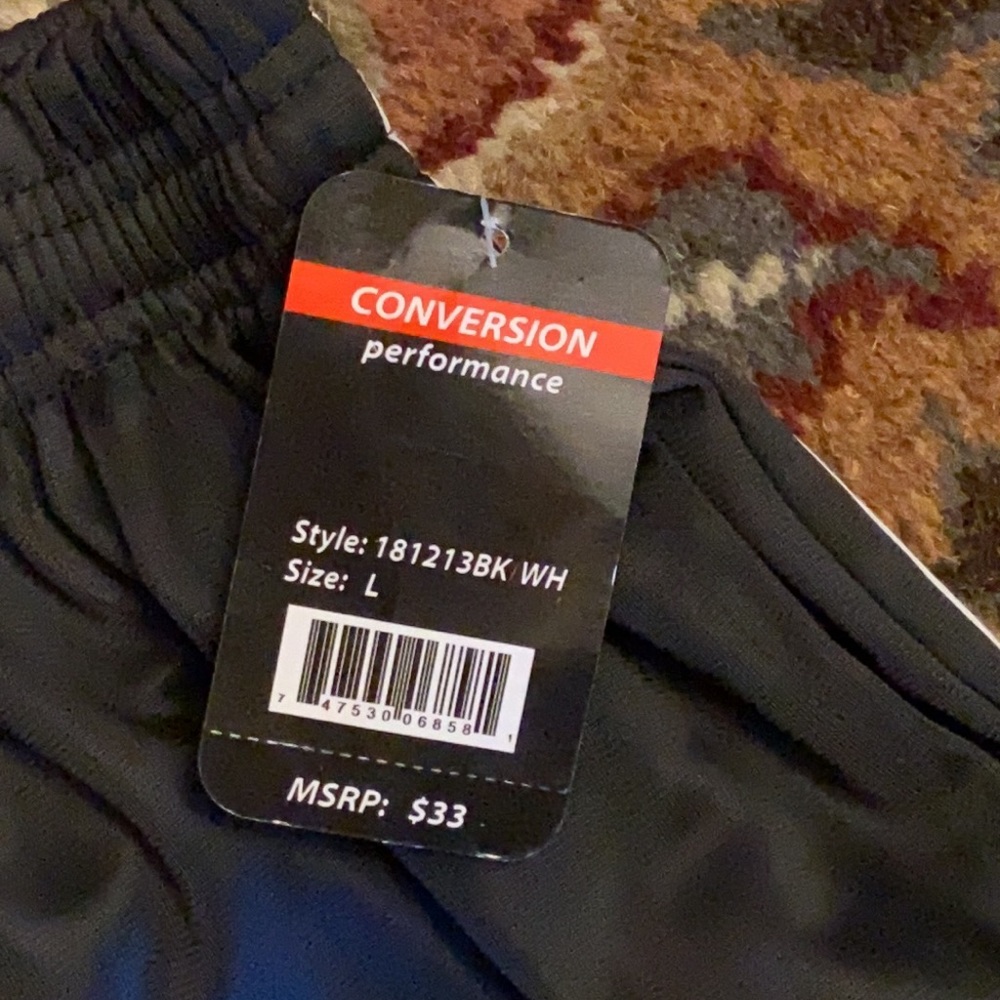 CONVERSION
performance
Style: 181213BK/WH
Size: L
7 47530 06858 1
MSRP: $33